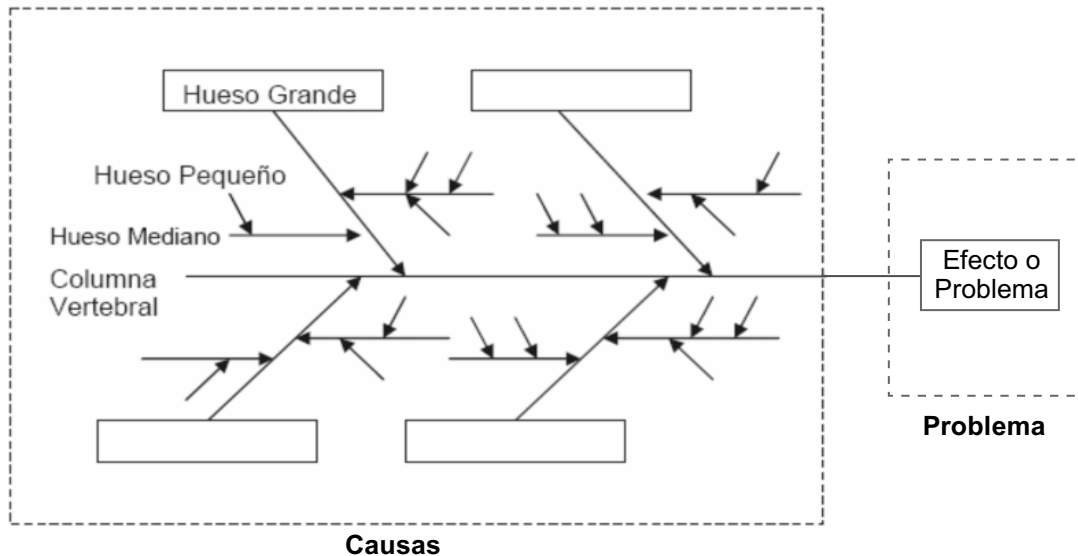 Hueso Grande
Hueso Pequeño
Hueso Mediano
Columna
Vertebral
Efecto o
Problema
Problema
Causas